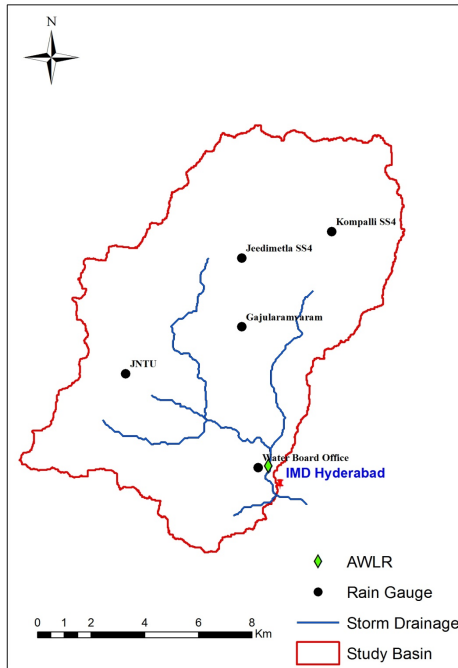 N
Kompalli SS4
Jeedimetla SS4
Gajularamaram
JNTU
Water Board Office
IMD Hyderabad
AWLR
Rain Gauge
Storm Drainage
Study Basin
0 2 4 6 8
Km